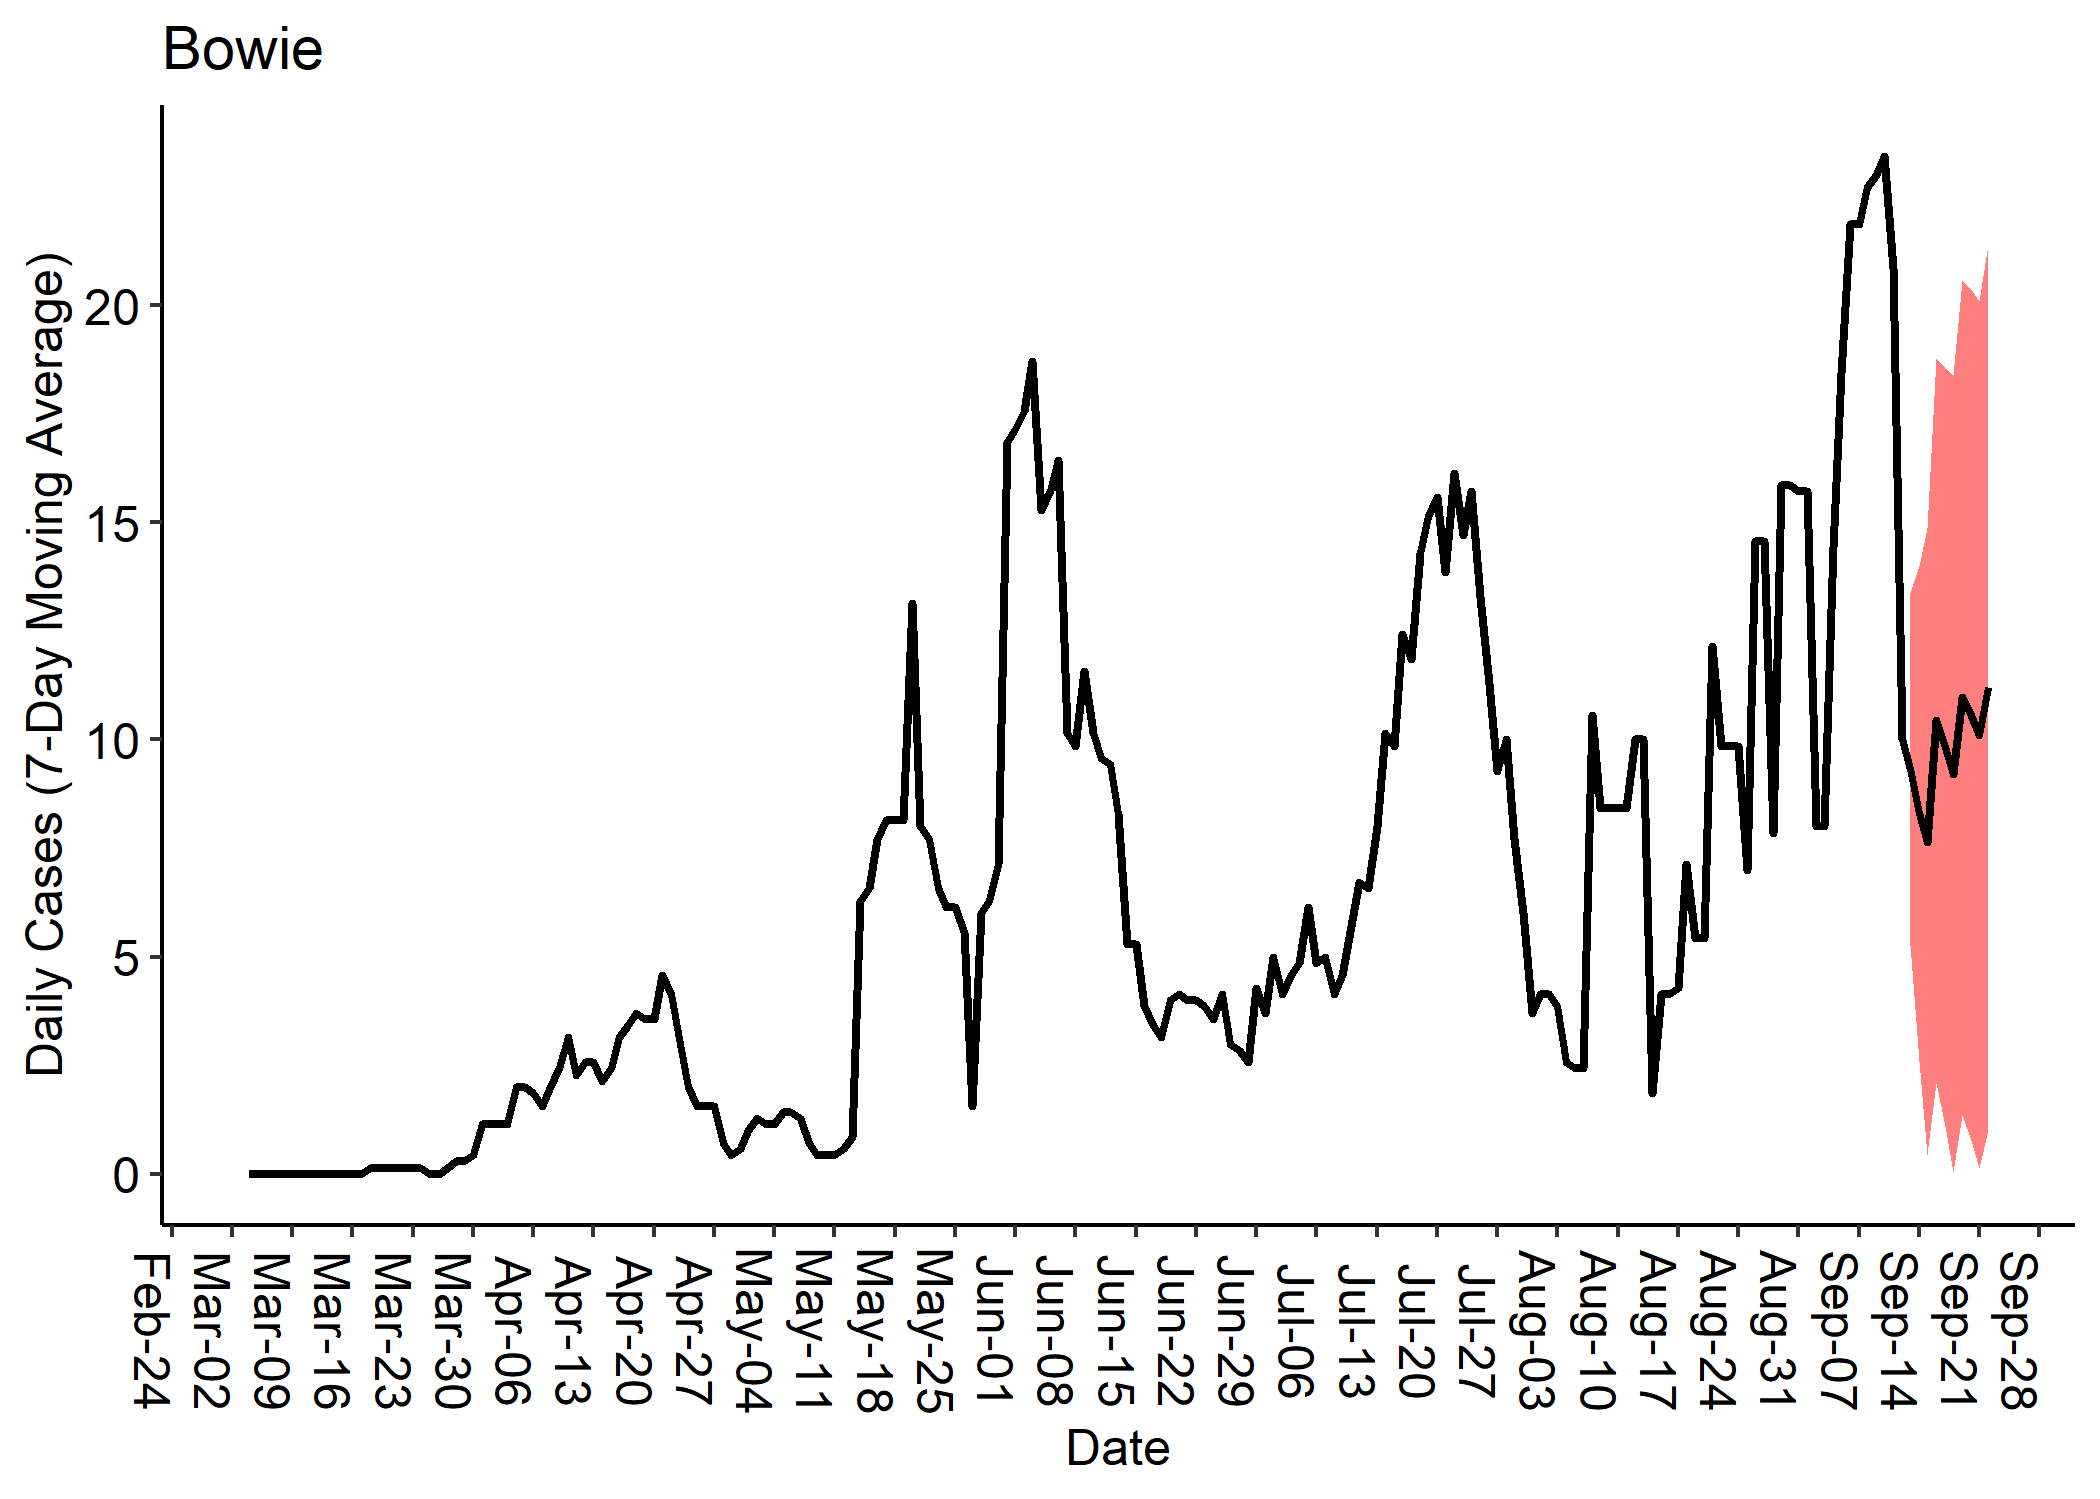 Bowie
Daily Cases (7-Day Moving Average)
20
15
10
5
0
Feb-24
Mar-02
Mar-09
Mar-16
Mar-23
Mar-30
Apr-06
Apr-13
Apr-20
Apr-27
May-04
May-11
May-18
May-25
Jun-01
Jun-08
Jun-15
Jun-22
Jun-29
Jul-06
Jul-13
Jul-20
Jul-27
Aug-03
Aug-10
Aug-17
Aug-24
Aug-31
Sep-07
Sep-14
Sep-21
Sep-28
Date